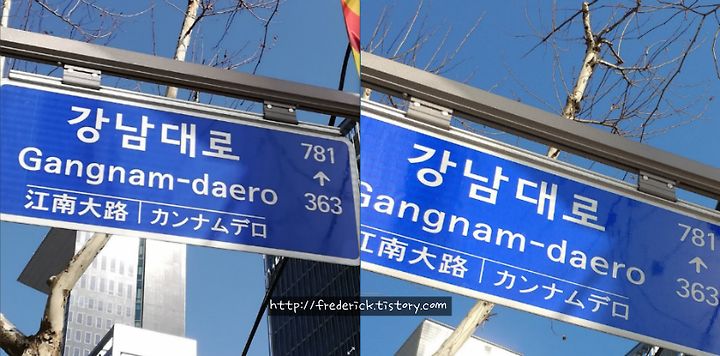 강남대로
Gangnam-daero
江南大路 | カンナムデロ
781
↑
363
강남대로
Gangnam-daero
江南大路 | カンナムデロ
781
↑
363
http://frederick.tistory.com